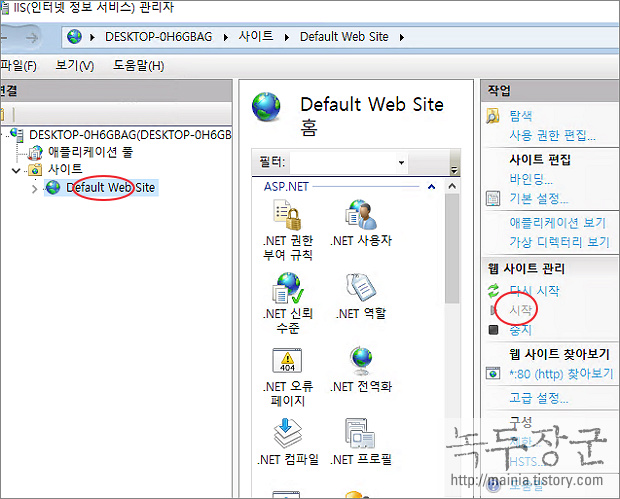 IIS(인터넷 정보 서비스) 관리자
DESKTOP-0H6GBAG
사이트
Default Web Site
파일(F)
보기(V)
도움말(H)
연결
DESKTOP-0H6GBAG(DESKTOP-0H6GB
애플리케이션 풀
사이트
Default Web Site
Default Web Site
홈
필터:
ASP.NET
.NET 권한
부여 규칙
.NET 사용자
.NET 신뢰
수준
.NET 역할
404
.NET 오류
페이지
.NET 전역화
.NET 컴파일
.NET 프로필
작업
탐색
사용 권한 편집...
사이트 편집
바인딩...
기본 설정...
애플리케이션 보기
가상 디렉터리 보기
웹 사이트 관리
다시 시작
시작
중지
웹 사이트 찾아보기
*:80 (http) 찾아보기
고급 설정...
구성
제한...
HSTS...
도움말
녹두장군
http://mainia.tistory.com